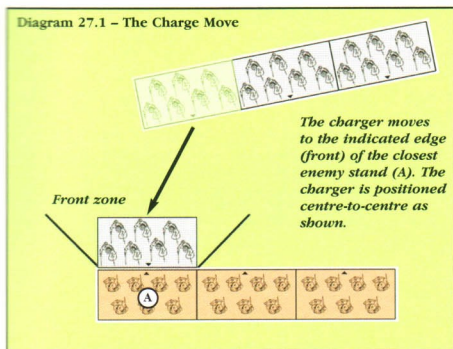 Diagram 27.1 – The Charge Move
The charger moves
to the indicated edge
(front) of the closest
enemy stand (A). The
charger is positioned
centre-to-centre as
shown.
Front zone
A